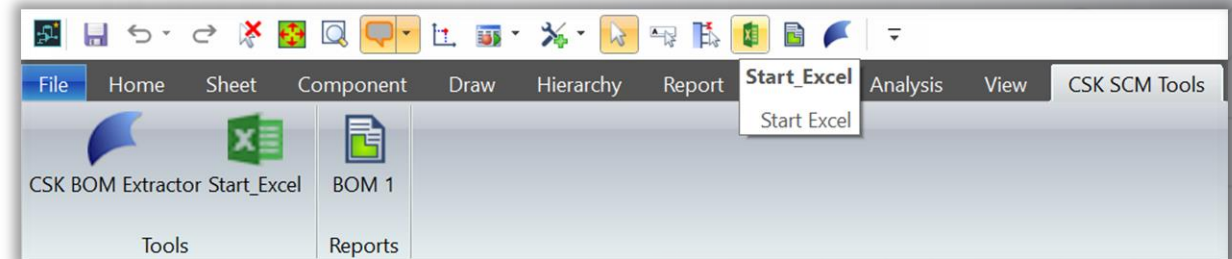 File Home Sheet Component Draw Hierarchy Report Analysis View CSK SCM Tools
Start_Excel
Start Excel
CSK BOM Extractor Start_Excel BOM 1
Tools Reports